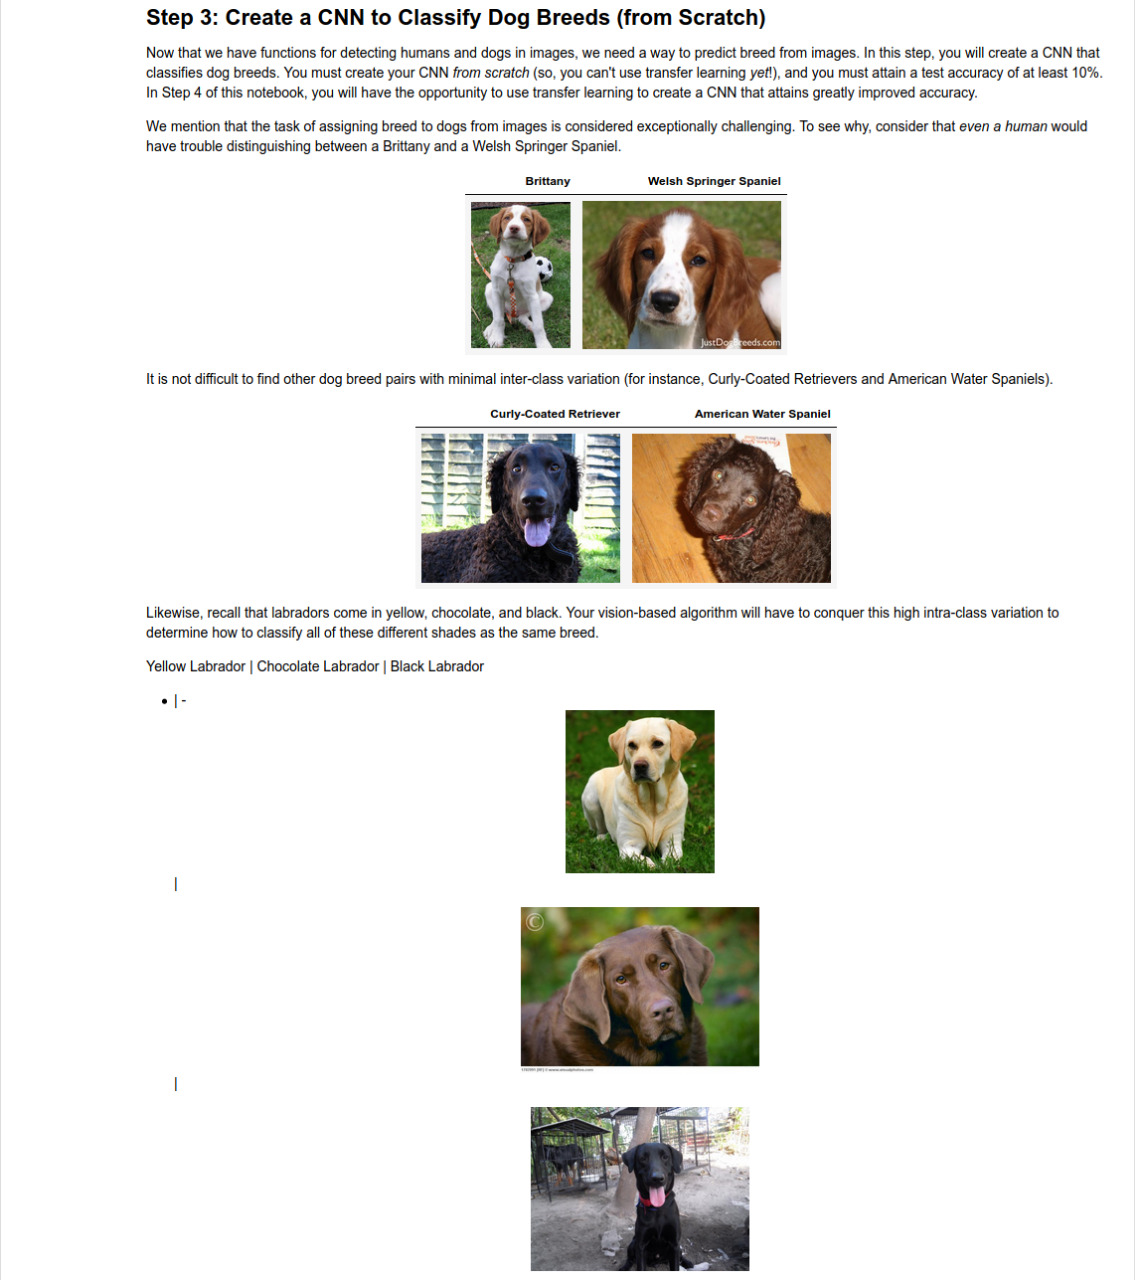 Step 3: Create a CNN to Classify Dog Breeds (from Scratch)
Now that we have functions for detecting humans and dogs in images, we need a way to predict breed from images. In this step, you will create a CNN that
classifies dog breeds. You must create your CNN from scratch (so, you can't use transfer learning yet!), and you must attain a test accuracy of at least 10%.
In Step 4 of this notebook, you will have the opportunity to use transfer learning to create a CNN that attains greatly improved accuracy.
We mention that the task of assigning breed to dogs from images is considered exceptionally challenging. To see why, consider that even a human would
have trouble distinguishing between a Brittany and a Welsh Springer Spaniel.
Brittany Welsh Springer Spaniel
It is not difficult to find other dog breed pairs with minimal inter-class variation (for instance, Curly-Coated Retrievers and American Water Spaniels).
Curly-Coated Retriever American Water Spaniel
Likewise, recall that labradors come in yellow, chocolate, and black. Your vision-based algorithm will have to conquer this high intra-class variation to
determine how to classify all of these different shades as the same breed.
Yellow Labrador | Chocolate Labrador | Black Labrador
• | -
|
©
|